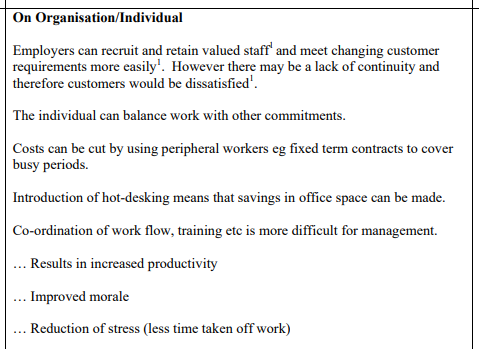 On Organisation/Individual
Employers can recruit and retain valued staff¹ and meet changing customer
requirements more easily¹. However there may be a lack of continuity and
therefore customers would be dissatisfied¹.
The individual can balance work with other commitments.
Costs can be cut by using peripheral workers eg fixed term contracts to cover
busy periods.
Introduction of hot-desking means that savings in office space can be made.
Co-ordination of work flow, training etc is more difficult for management.
… Results in increased productivity
… Improved morale
… Reduction of stress (less time taken off work)